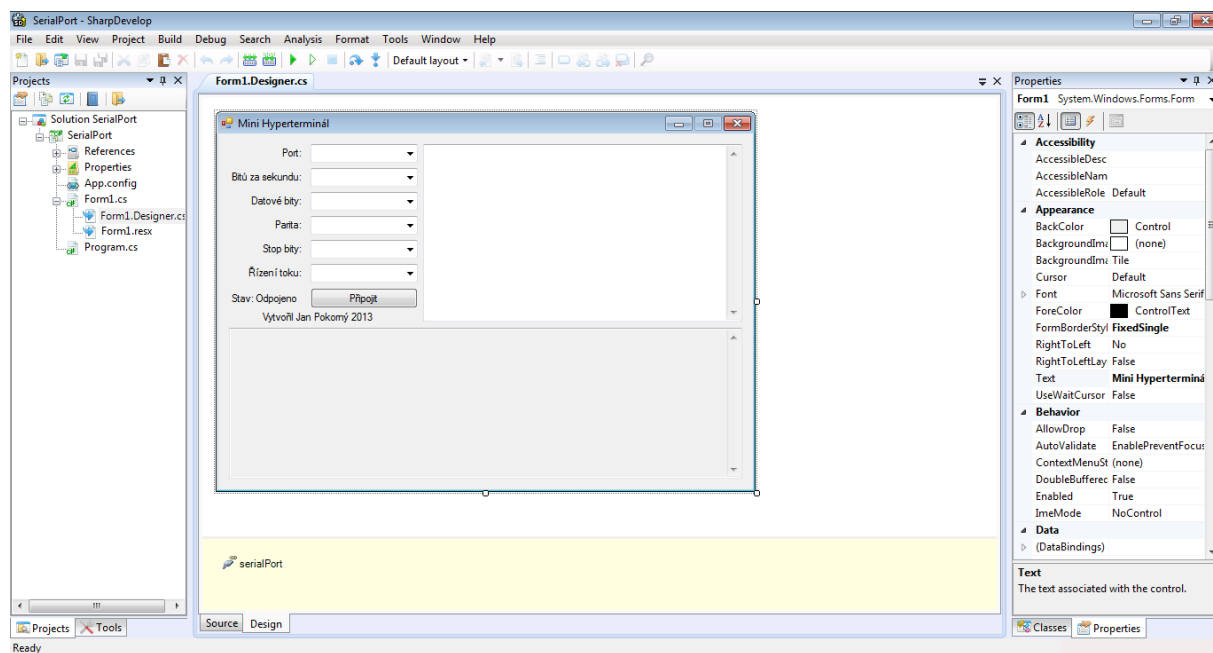 SerialPort - SharpDevelop
File Edit View Project Build Debug Search Analysis Format Tools Window Help
Default layout
Projects
Solution SerialPort
SerialPort
References
Properties
App.config
Form1.cs
Form1.Designer.cs
Form1.resx
Program.cs
Projects Tools
Ready
Form1.Designer.cs
Mini Hyperterminál
Port:
Bitů za sekundu:
Datové bity:
Parita:
Stop bity:
Řízení toku:
Stav: Odpojeno Připojit
Vytvořil Jan Pokorný 2013
serialPort
Source Design
Properties
Form1 System.Windows.Forms.Form
Accessibility
AccessibleDesc
AccessibleNam
AccessibleRole Default
Appearance
BackColor Control
BackgroundIma (none)
BackgroundIma Tile
Cursor Default
Font Microsoft Sans Serif
ForeColor ControlText
FormBorderStyl FixedSingle
RightToLeft No
RightToLeftLay False
Text Mini Hyperterminá
UseWaitCursor False
Behavior
AllowDrop False
AutoValidate EnablePreventFocus
ContextMenuSt (none)
DoubleBufferec False
Enabled True
ImeMode NoControl
Data
(DataBindings)
Text
The text associated with the control.
Classes Properties